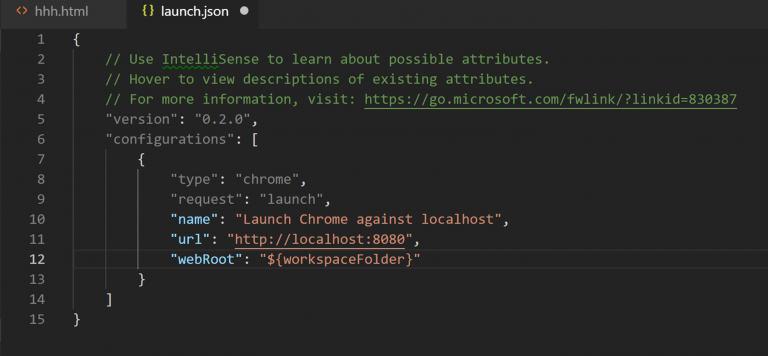 <> hhh.html {} launch.json ●
1 {
2 // Use IntelliSense to learn about possible attributes.
3 // Hover to view descriptions of existing attributes.
4 // For more information, visit: https://go.microsoft.com/fwlink/?linkid=830387
5 "version": "0.2.0",
6 "configurations": [
7 {
8 "type": "chrome",
9 "request": "launch",
10 "name": "Launch Chrome against localhost",
11 "url": "http://localhost:8080",
12 "webRoot": "${workspaceFolder}"
13 }
14 ]
15 }